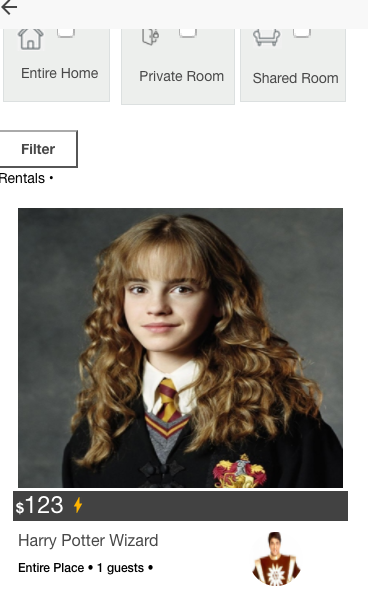 Entire Home
Private Room
Shared Room
Filter
Rentals •
$123
Harry Potter Wizard
Entire Place • 1 guests •